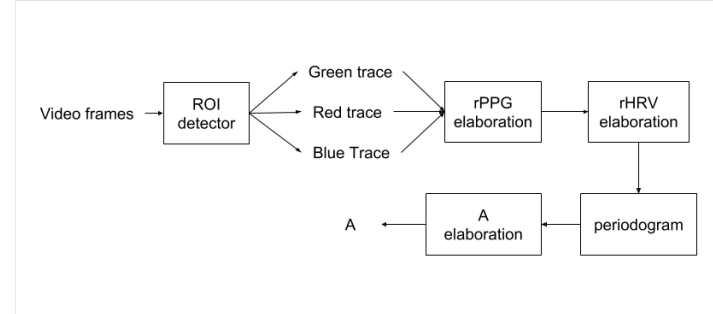 Green trace
Video frames
ROI
detector
Red trace
Blue Trace
rPPG
elaboration
rHRV
elaboration
periodogram
A
elaboration
A